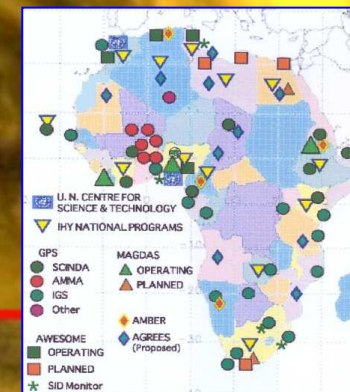 U. N. CENTRE FOR
SCIENCE & TECHNOLOGY
IHY NATIONAL PROGRAMS
GPS
SCINDA
AMMA
IGS
Other
MAGDAS
OPERATING
PLANNED
AMBER
AGREES
(Proposed)
AWESOME
OPERATING
PLANNED
SID Monitor